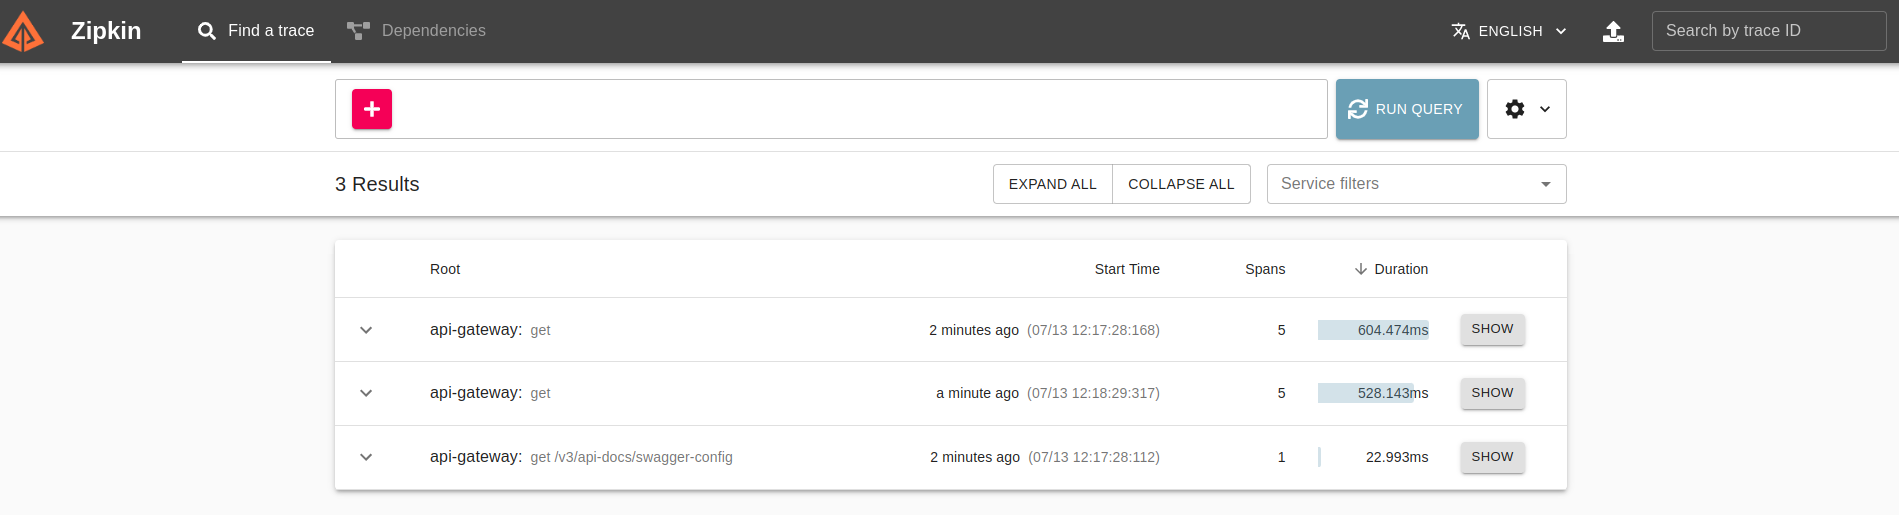 Zipkin Find a trace Dependencies ENGLISH Search by trace ID
RUN QUERY
3 Results EXPAND ALL COLLAPSE ALL Service filters
Root Start Time Spans Duration
api-gateway: get 2 minutes ago (07/13 12:17:28:168) 5 604.474ms SHOW
api-gateway: get a minute ago (07/13 12:18:29:317) 5 528.143ms SHOW
api-gateway: get /v3/api-docs/swagger-config 2 minutes ago (07/13 12:17:28:112) 1 22.993ms SHOW